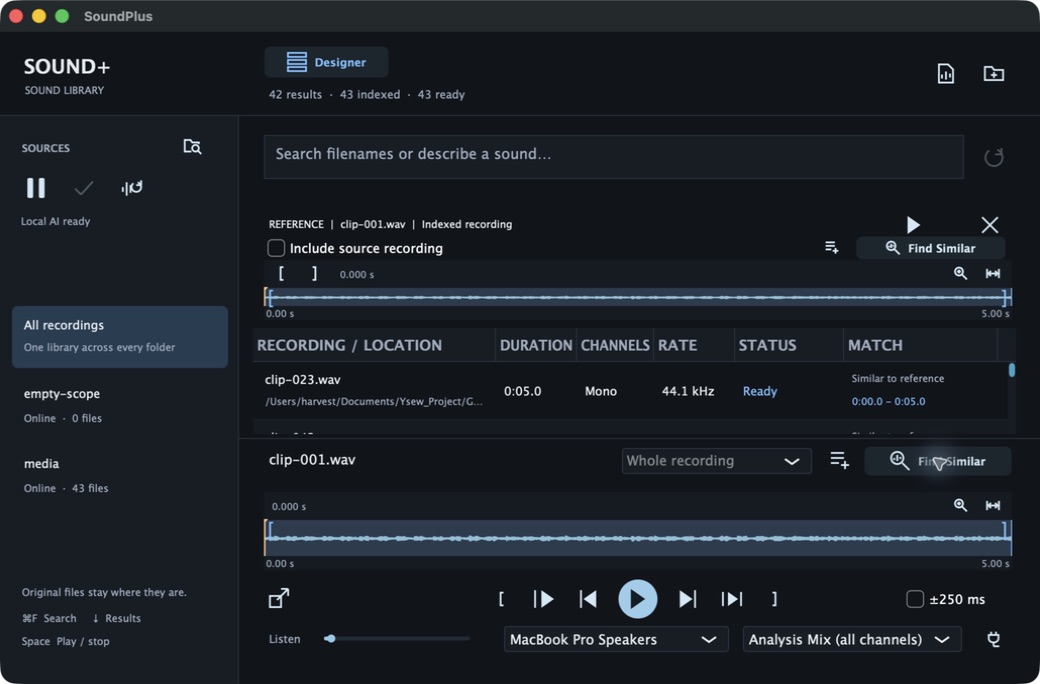 SoundPlus
SOUND+
SOUND LIBRARY
Designer
42 results · 43 indexed · 43 ready
SOURCES
Local AI ready
All recordings
One library across every folder
empty-scope
Online · 0 files
media
Online · 43 files
Original files stay where they are.
⌘F Search ↓ Results
Space Play / stop
Search filenames or describe a sound...
REFERENCE | clip-001.wav | Indexed recording
Include source recording
Find Similar
[ ] 0.000 s
0.00 s 5.00 s
RECORDING / LOCATION DURATION CHANNELS RATE STATUS MATCH
clip-023.wav 0:05.0 Mono 44.1 kHz Ready Similar to reference
/Users/harvest/Documents/Ysew_Project/G... 0:00.0 – 0:05.0
clip-001.wav Whole recording Find Similar
0.000 s
0.00 s 5.00 s
[ ] ±250 ms
Listen MacBook Pro Speakers Analysis Mix (all channels)